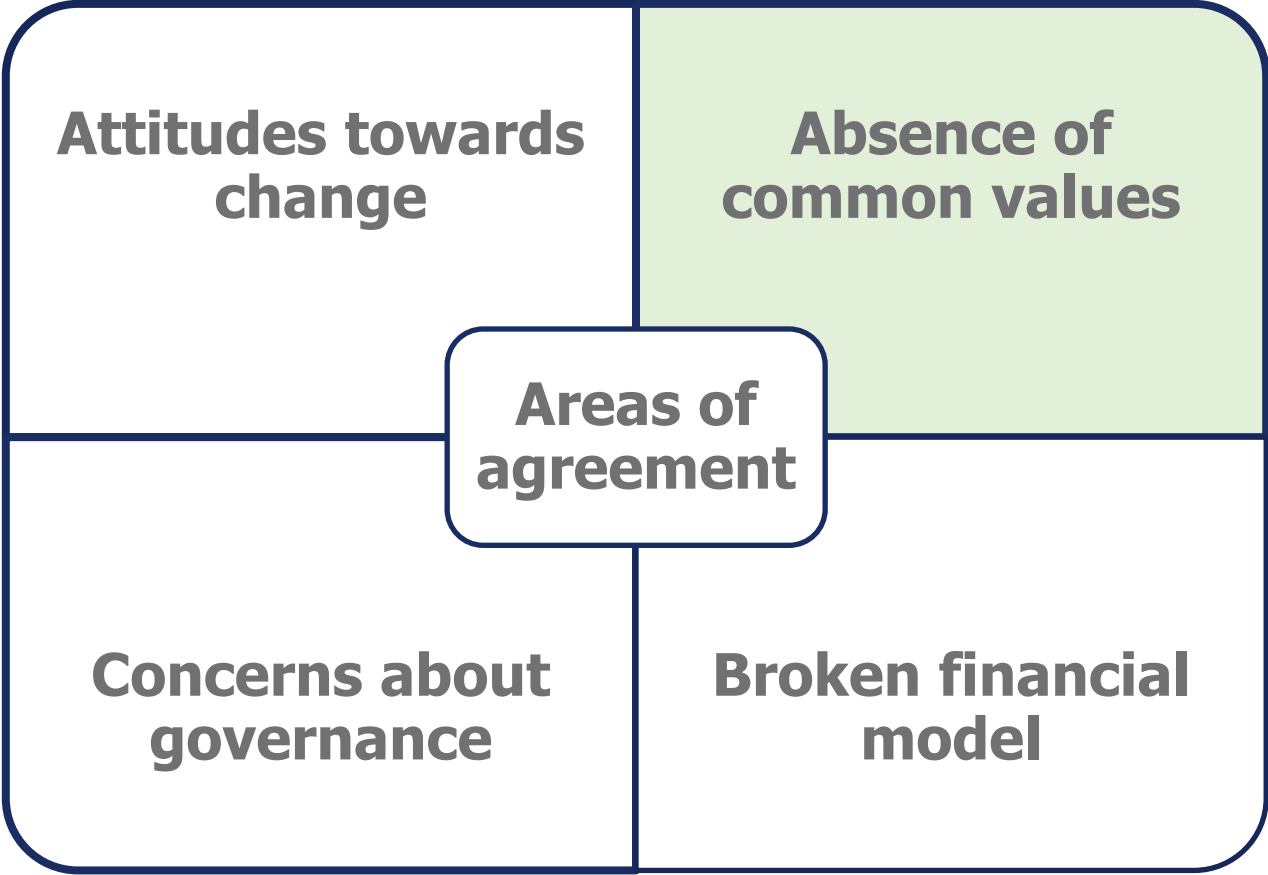 Attitudes towards
change
Absence of
common values
Areas of
agreement
Concerns about
governance
Broken financial
model